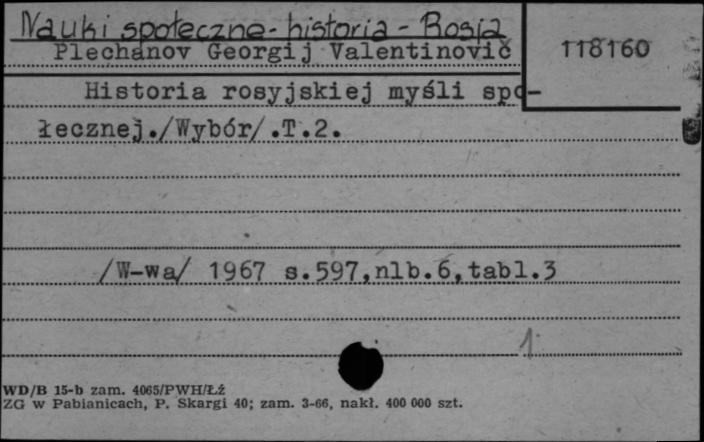 Nauki społeczne - historia - Rosja
Plechanov Georgij Valentinovič
118160
Historia rosyjskiej myśli spo-
łecznej./Wybór/.T.2.
/W-wa/ 1967 s.597,nlb.6,tabl.3
1
WD/B 15-b zam. 4065/PWH/Łź
ZG w Pabianicach, P. Skargi 40; zam. 3-66, nakł. 400 000 szt.